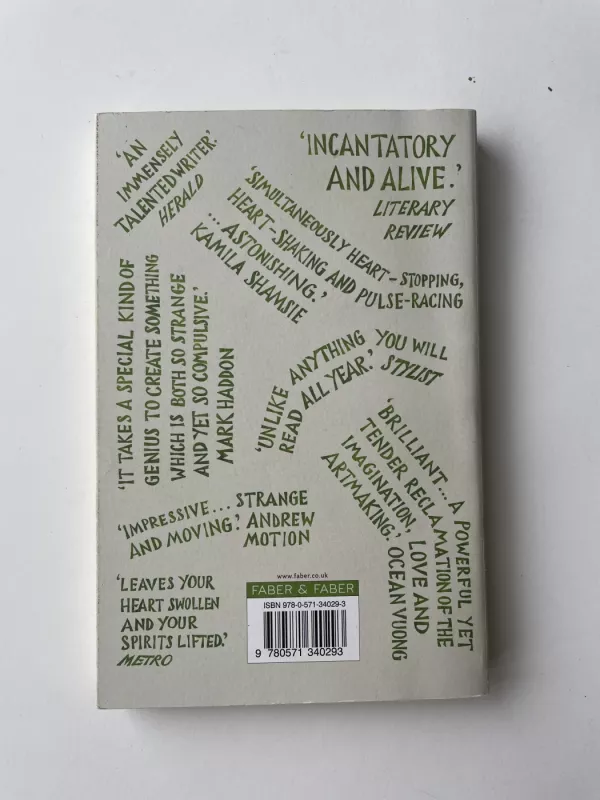 'AN
IMMENSELY
TALENTED WRITER.'
HERALD
'INCANTATORY
AND ALIVE.'
LITERARY
REVIEW
'SIMULTANEOUSLY HEART-STOPPING,
HEART-SHAKING AND PULSE-RACING
... ASTONISHING.'
KAMILA SHAMSIE
'IT TAKES A SPECIAL KIND OF
GENIUS TO CREATE SOMETHING
WHICH IS BOTH SO STRANGE
AND YET SO COMPULSIVE.'
MARK HADDON
'UNLIKE ANYTHING YOU WILL
READ ALL YEAR.' STYLIST
'BRILLIANT... A POWERFUL YET
TENDER RECLAMATION OF THE
IMAGINATION, LOVE AND
ARTMAKING.' OCEAN VUONG
'IMPRESSIVE... STRANGE
AND MOVING.' ANDREW
MOTION
'LEAVES YOUR
HEART SWOLLEN
AND YOUR
SPIRITS LIFTED.'
METRO
www.faber.co.uk
FABER & FABER
ISBN 978-0-571-34029-3
9 780571 340293